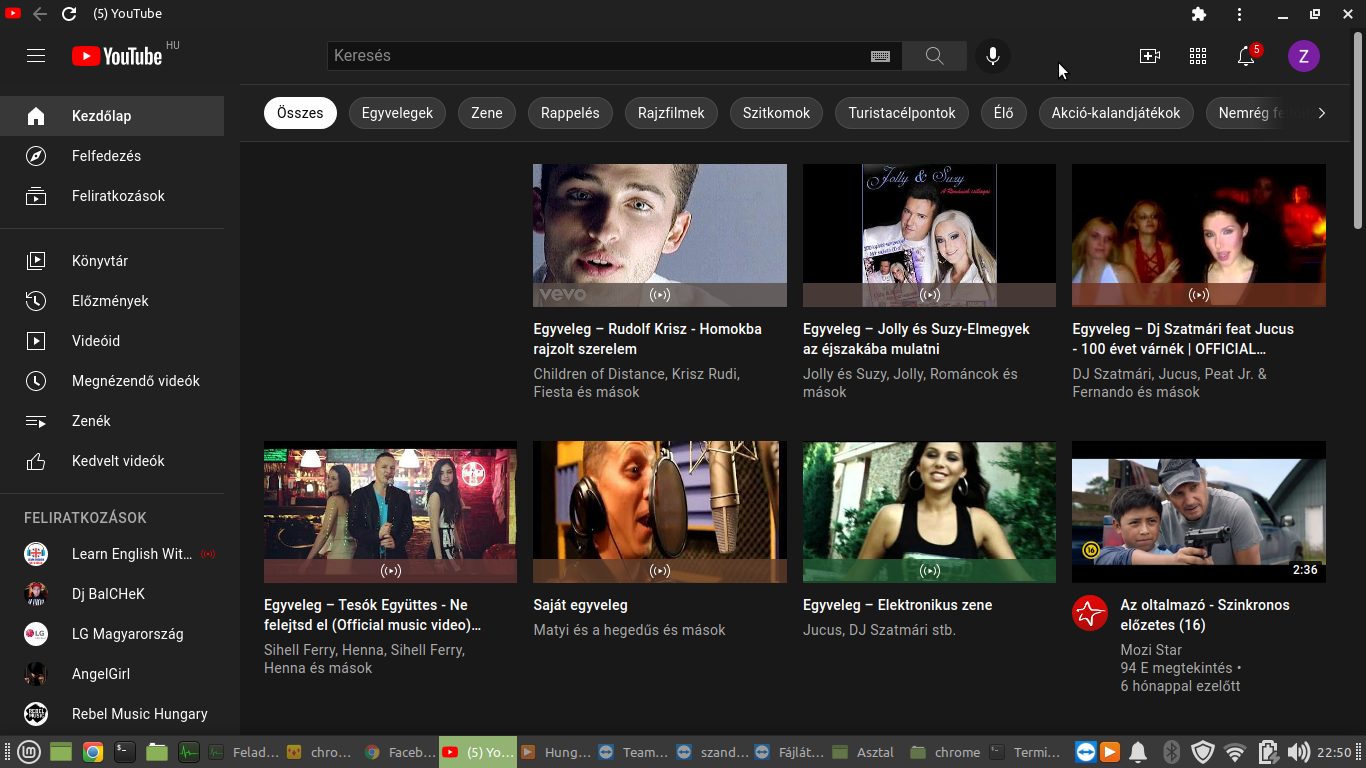 (5) YouTube
YouTube HU
Keresés
5
Z
Kezdőlap
Felfedezés
Feliratkozások
Könyvtár
Előzmények
Videóid
Megnézendő videók
Zenék
Kedvelt videók
FELIRATKOZÁSOK
Learn English Wit...
Dj BalCHeK
LG Magyarország
AngelGirl
Rebel Music Hungary
Összes
Egyvelegek
Zene
Rappelés
Rajzfilmek
Szitkomok
Turistacélpontok
Élő
Akció-kalandjátékok
Nemrég
vevo
Egyveleg – Rudolf Krisz - Homokba
rajzolt szerelem
Children of Distance, Krisz Rudi,
Fiesta és mások
Jolly & Suzy
Egyveleg – Jolly és Suzy-Elmegyek
az éjszakába mulatni
Jolly és Suzy, Jolly, Románcok és
mások
Egyveleg – Dj Szatmári feat Jucus
- 100 évet várnék | OFFICIAL...
DJ Szatmári, Jucus, Peat Jr. &
Fernando és mások
Egyveleg – Tesók Együttes - Ne
felejtsd el (Official music video)...
Sihell Ferry, Henna, Sihell Ferry,
Henna és mások
Saját egyveleg
Matyi és a hegedűs és mások
Egyveleg – Elektronikus zene
Jucus, DJ Szatmári stb.
16
2:36
Az oltalmazó - Szinkronos
előzetes (16)
Mozi Star
94 E megtekintés •
6 hónappal ezelőtt
Felad...
chro...
Faceb...
(5) Yo...
Hung...
Team...
szand...
Fájlát...
Asztal
chrome
Termi...
22:50